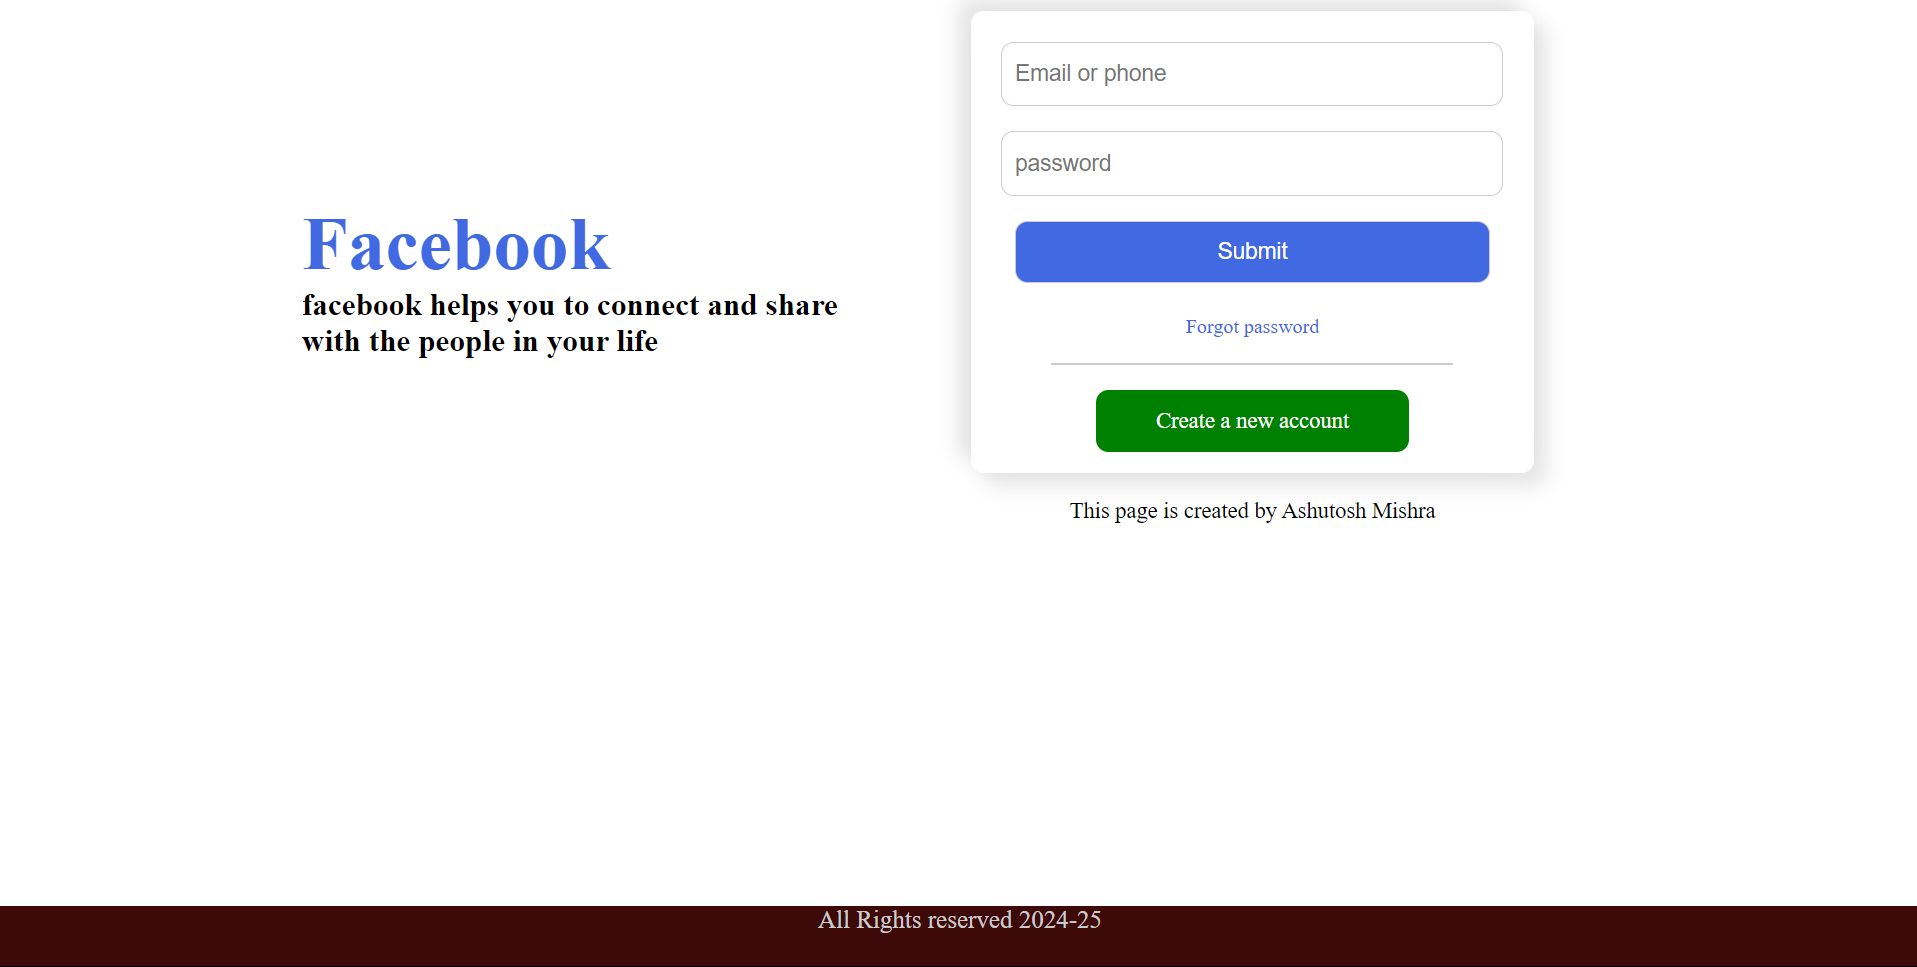 Facebook
facebook helps you to connect and share
with the people in your life
Email or phone
password
Submit
Forgot password
Create a new account
This page is created by Ashutosh Mishra
All Rights reserved 2024-25